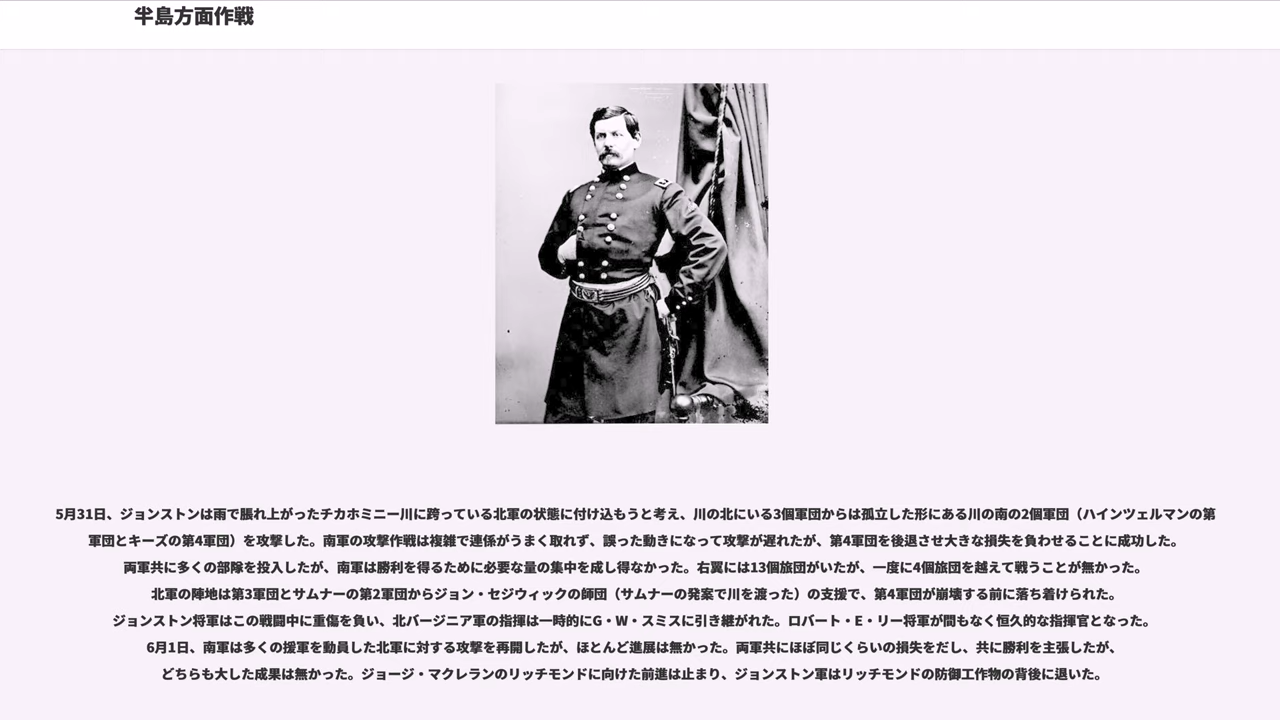 半島方面作戦
5月31日、ジョンストンは雨で脹れ上がったチカホミニー川に跨っている北軍の状態に付け込もうと考え、川の北にいる3個軍団からは孤立した形にある川の南の2個軍団（ハインツェルマンの第
軍団とキーズの第4軍団）を攻撃した。南軍の攻撃作戦は複雑で連係がうまく取れず、誤った動きになって攻撃が遅れたが、第4軍団を後退させ大きな損失を負わせることに成功した。
両軍共に多くの部隊を投入したが、南軍は勝利を得るために必要な量の集中を成し得なかった。右翼には13個旅団がいたが、一度に4個旅団を越えて戦うことが無かった。
北軍の陣地は第3軍団とサムナーの第2軍団からジョン・セジウィックの師団（サムナーの発案で川を渡った）の支援で、第4軍団が崩壊する前に落ち着けられた。
ジョンストン将軍はこの戦闘中に重傷を負い、北バージニア軍の指揮は一時的にG・W・スミスに引き継がれた。ロバート・E・リー将軍が間もなく恒久的な指揮官となった。
6月1日、南軍は多くの援軍を動員した北軍に対する攻撃を再開したが、ほとんど進展は無かった。両軍共にほぼ同じくらいの損失をだし、共に勝利を主張したが、
どちらも大した成果は無かった。ジョージ・マクレランのリッチモンドに向けた前進は止まり、ジョンストン軍はリッチモンドの防御工作物の背後に退いた。